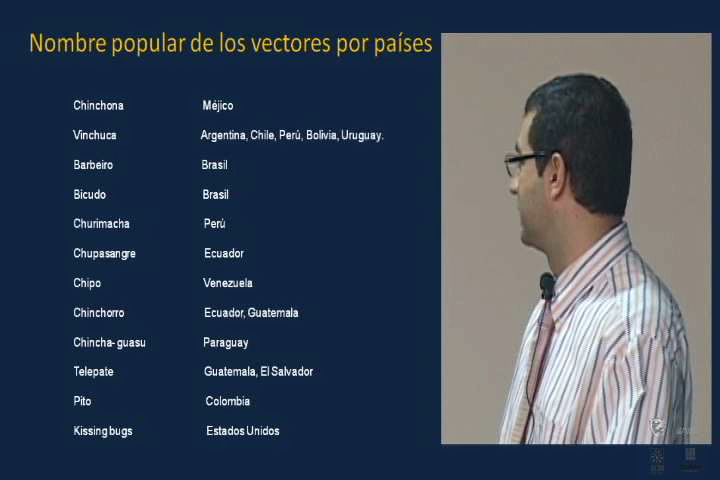 Nombre popular de los vectores por países
Chinchona Méjico
Vinchuca Argentina, Chile, Perú, Bolivia, Uruguay.
Barbeiro Brasil
Bicudo Brasil
Churimacha Perú
Chupasangre Ecuador
Chipo Venezuela
Chinchorro Ecuador, Guatemala
Chincha- guasu Paraguay
Telepate Guatemala, El Salvador
Pito Colombia
Kissing bugs Estados Unidos